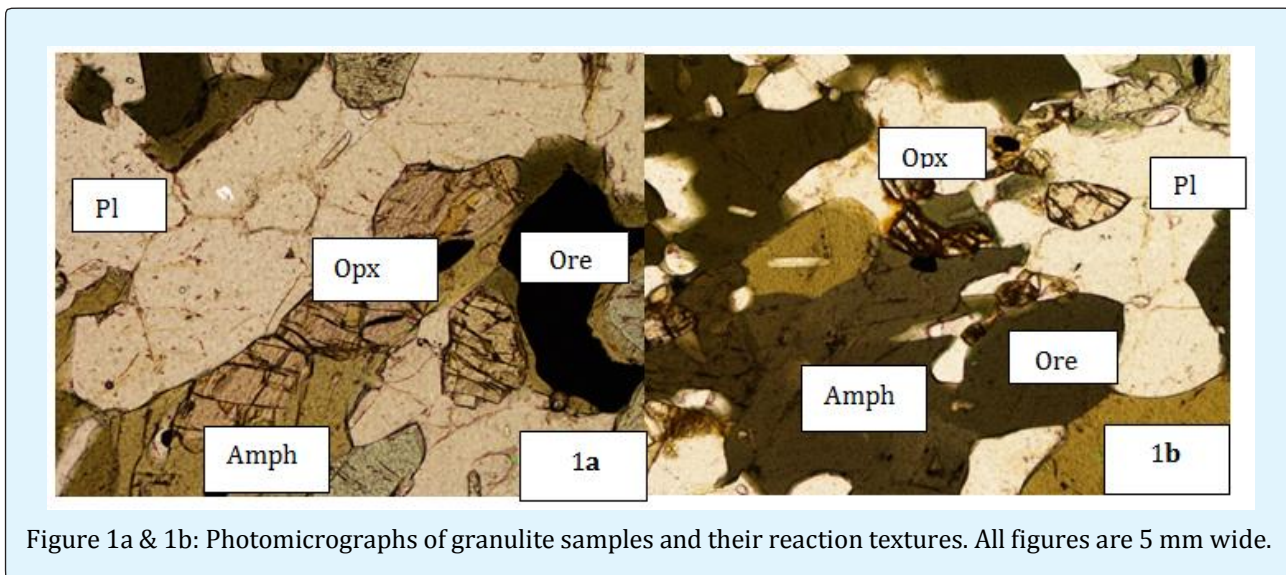 Pl
Opx
Ore
Amph
1a
Opx
Pl
Ore
Amph
1b
Figure 1a & 1b: Photomicrographs of granulite samples and their reaction textures. All figures are 5 mm wide.